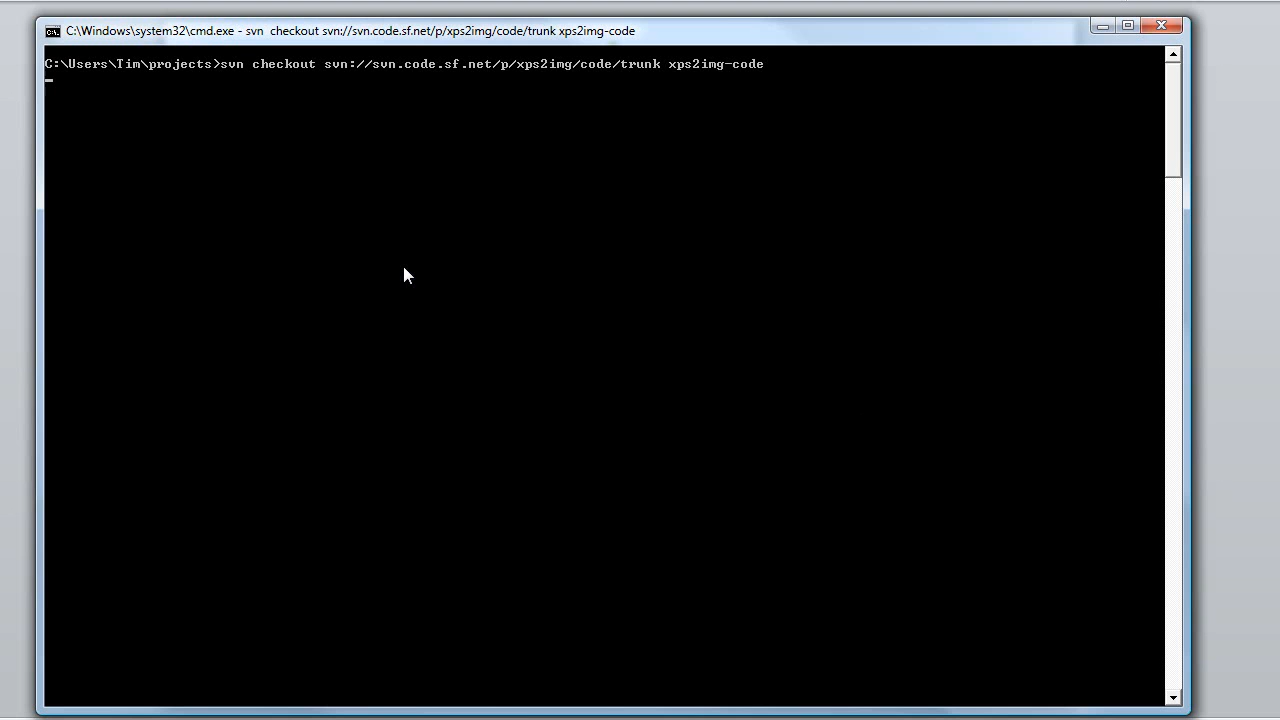 C:\Windows\system32\cmd.exe - svn  checkout svn://svn.code.sf.net/p/xps2img/code/trunk xps2img-code
C:\Users\Tim\projects>svn checkout svn://svn.code.sf.net/p/xps2img/code/trunk xps2img-code